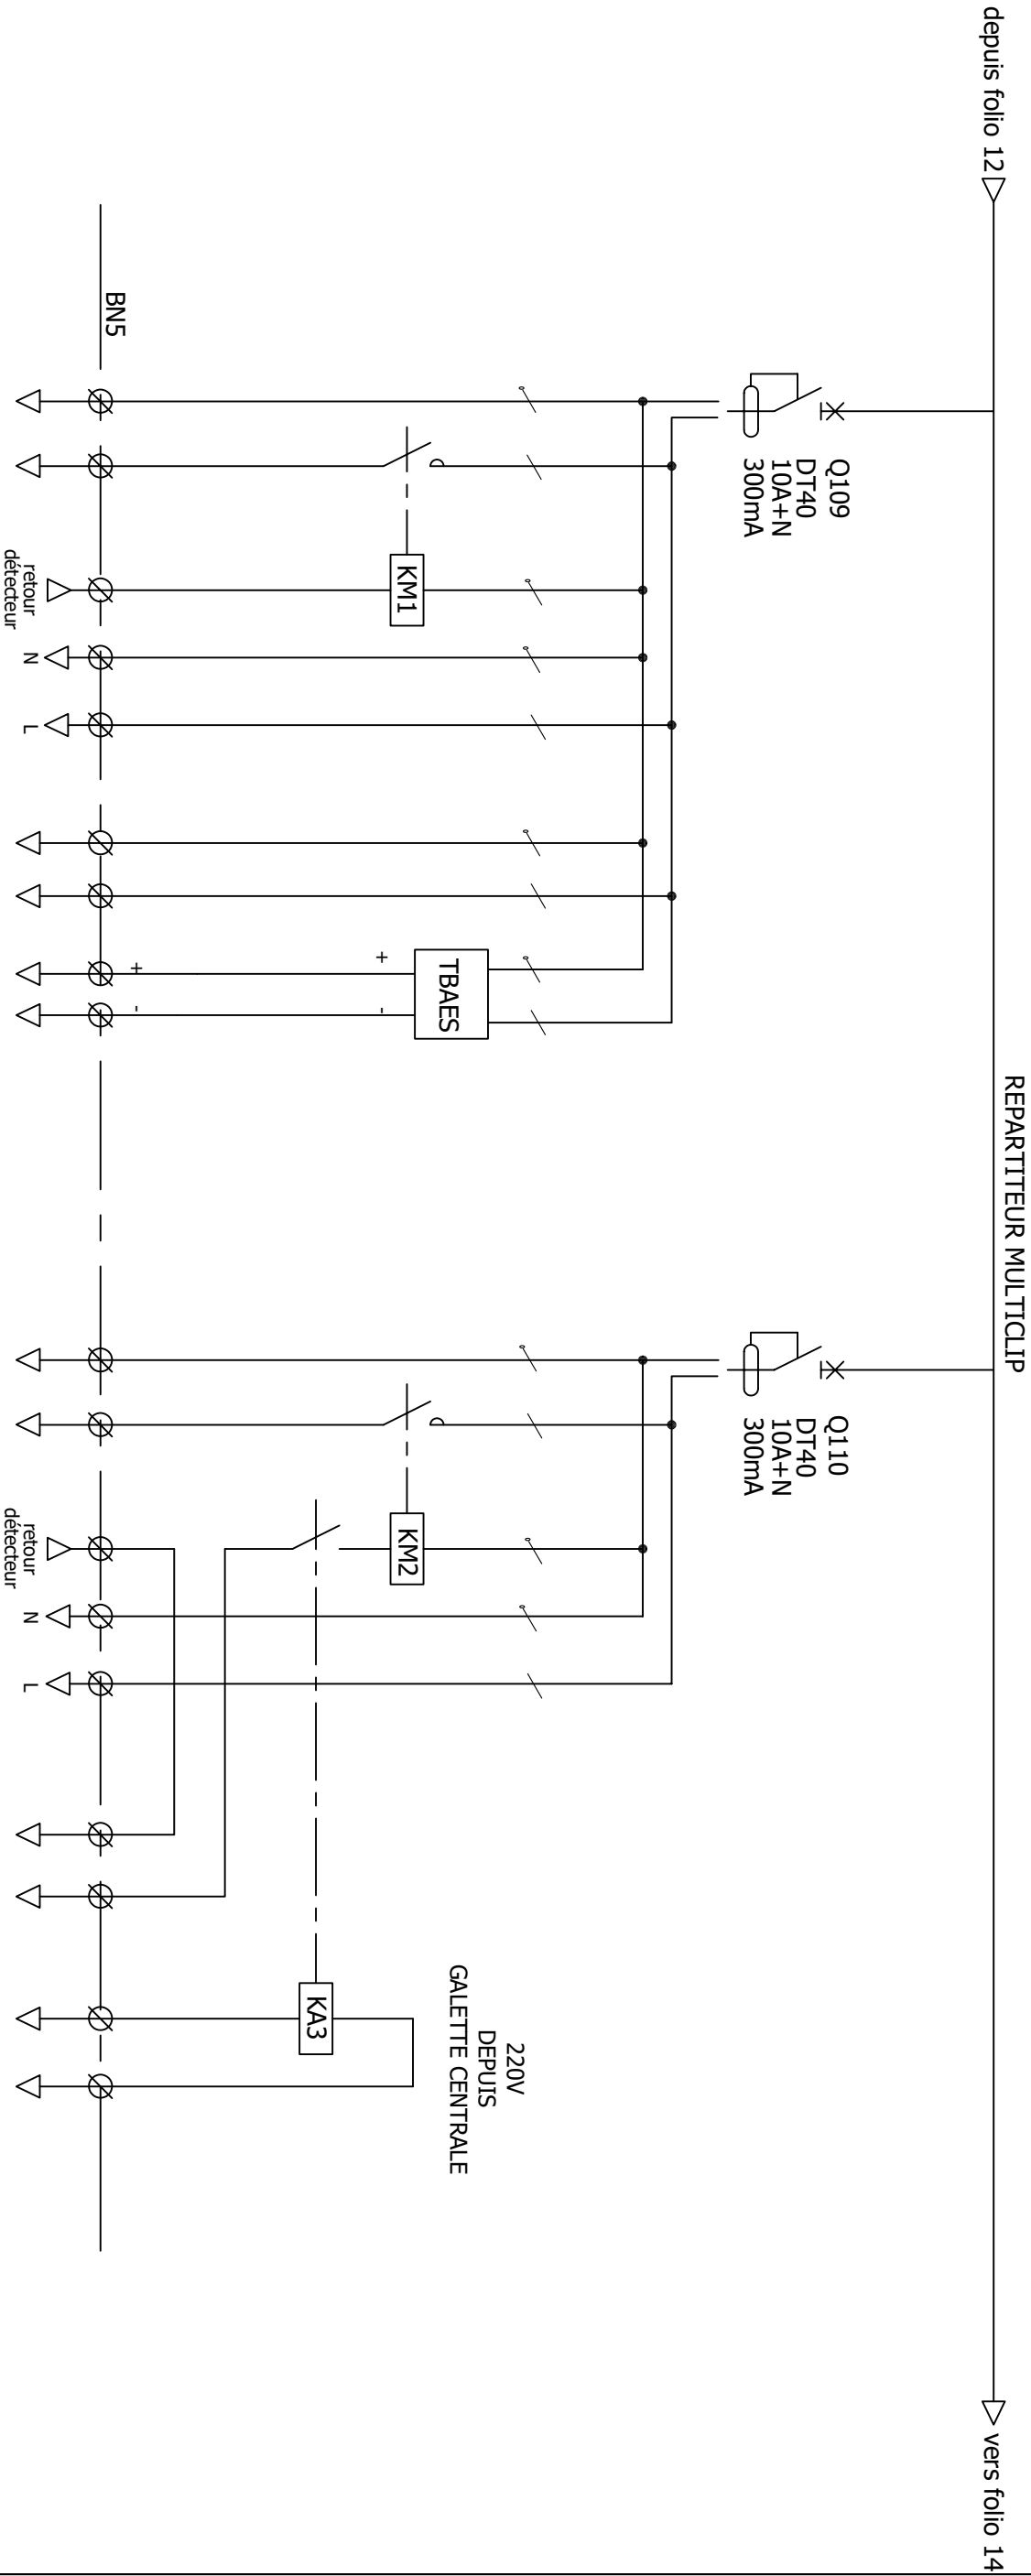 depuis folio 12
REPARTITEUR MULTICLIP
vers folio 14
Q109
DT40
10A+N
300mA
Q110
DT40
10A+N
300mA
220V
DEPUIS
GALETTE CENTRALE
TBAES
+
-
KM1
KM2
KA3
+
-
BN5
retour
détecteur
N
L
retour
détecteur
N
L